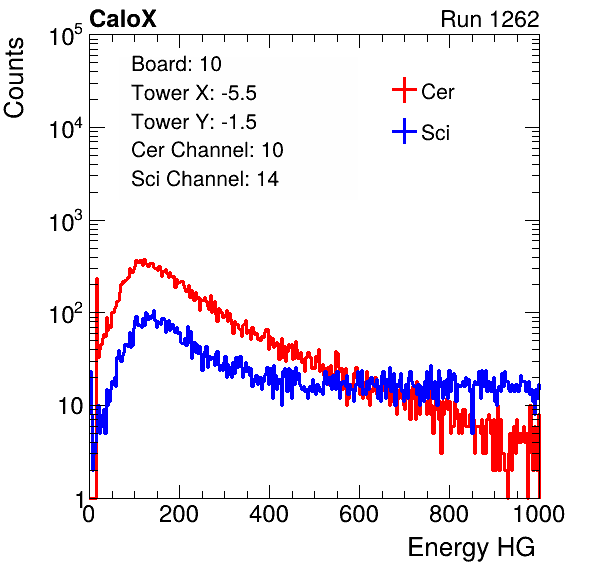 CaloX Run 1262
Counts
10^5
10^4
10^3
10^2
10
1
Board: 10
Tower X: -5.5
Tower Y: -1.5
Cer Channel: 10
Sci Channel: 14
Cer
Sci
0 200 400 600 800 1000
Energy HG